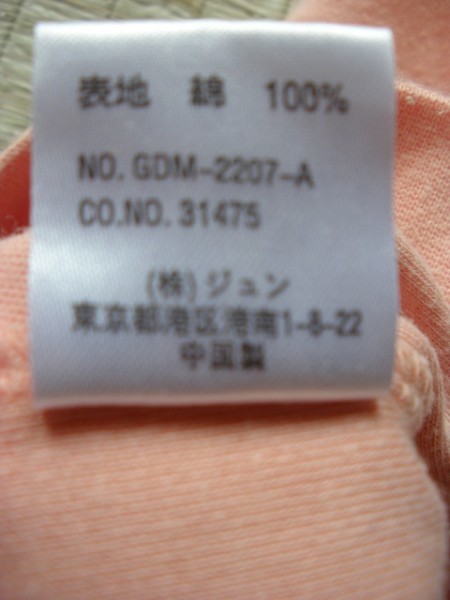 表地 綿 100%
NO. GDM-2207-A
CO.NO. 31475
(株)ジュン
東京都港区港南1-8-22
中国製